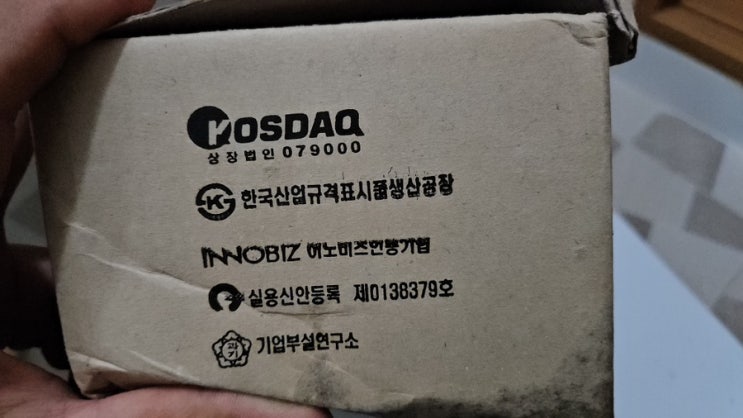 KOSDAQ
상장법인 079000
한국산업규격표시품생산공장
INNOBIZ 이노비즈인증기업
실용신안등록 제0138379호
과기
기업부설연구소